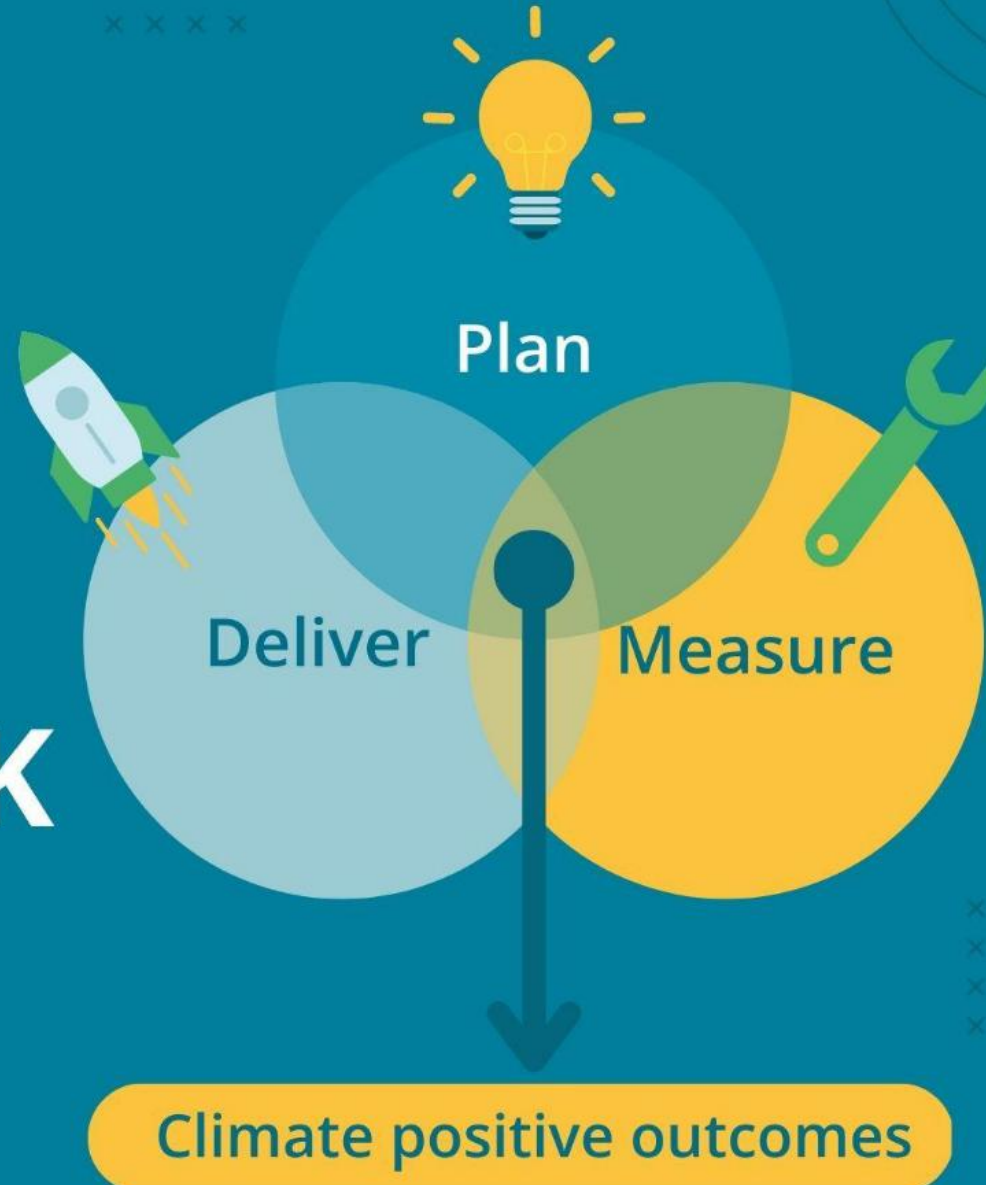 Plan
Deliver
Measure
K
Climate positive outcomes